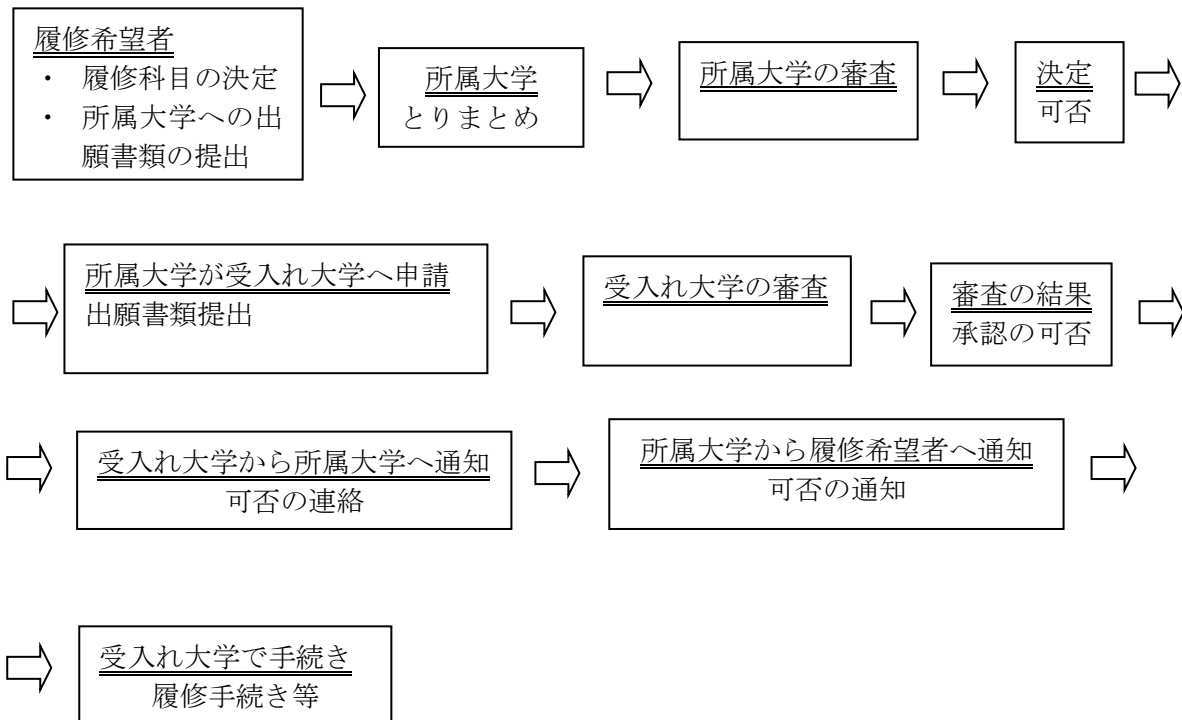 履修希望者
・ 履修科目の決定
・ 所属大学への出
願書類の提出
所属大学
とりまとめ
所属大学の審査
決定
可否
所属大学が受入れ大学へ申請
出願書類提出
受入れ大学の審査
審査の結果
承認の可否
受入れ大学から所属大学へ通知
可否の連絡
所属大学から履修希望者へ通知
可否の通知
受入れ大学で手続き
履修手続き等